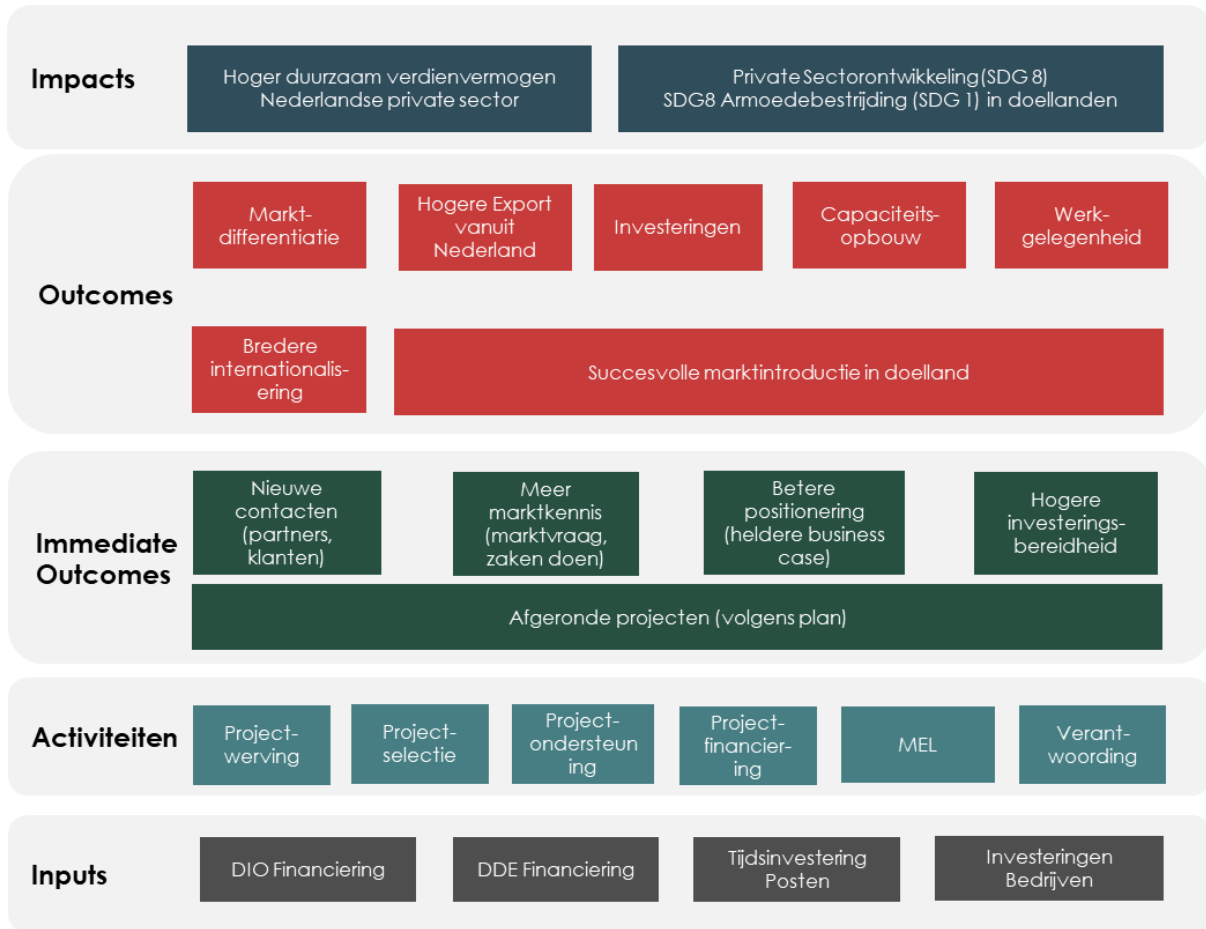 Impacts
Hoger duurzaam verdienvermogen
Nederlandse private sector
Private Sectorontwikkeling (SDG 8)
SDG8 Armoedebestrijding (SDG 1) in doellanden
Outcomes
Markt-
differentiatie
Hogere Export
vanuit
Nederland
Investeringen
Capaciteits-
opbouw
Werk-
gelegenheid
Bredere
internationalis-
ering
Succesvolle marktintroductie in doelland
Immediate
Outcomes
Nieuwe
contacten
(partners,
klanten)
Meer
marktkennis
(marktvraag,
zaken doen)
Betere
positionering
(heldere business
case)
Hogere
investerings-
bereidheid
Afgeronde projecten (volgens plan)
Activiteiten
Project-
werving
Project-
selectie
Project-
ondersteun
ing
Project-
financier-
ing
MEL
Verant-
woording
Inputs
DIO Financiering
DDE Financiering
Tijdsinvestering
Posten
Investeringen
Bedrijven